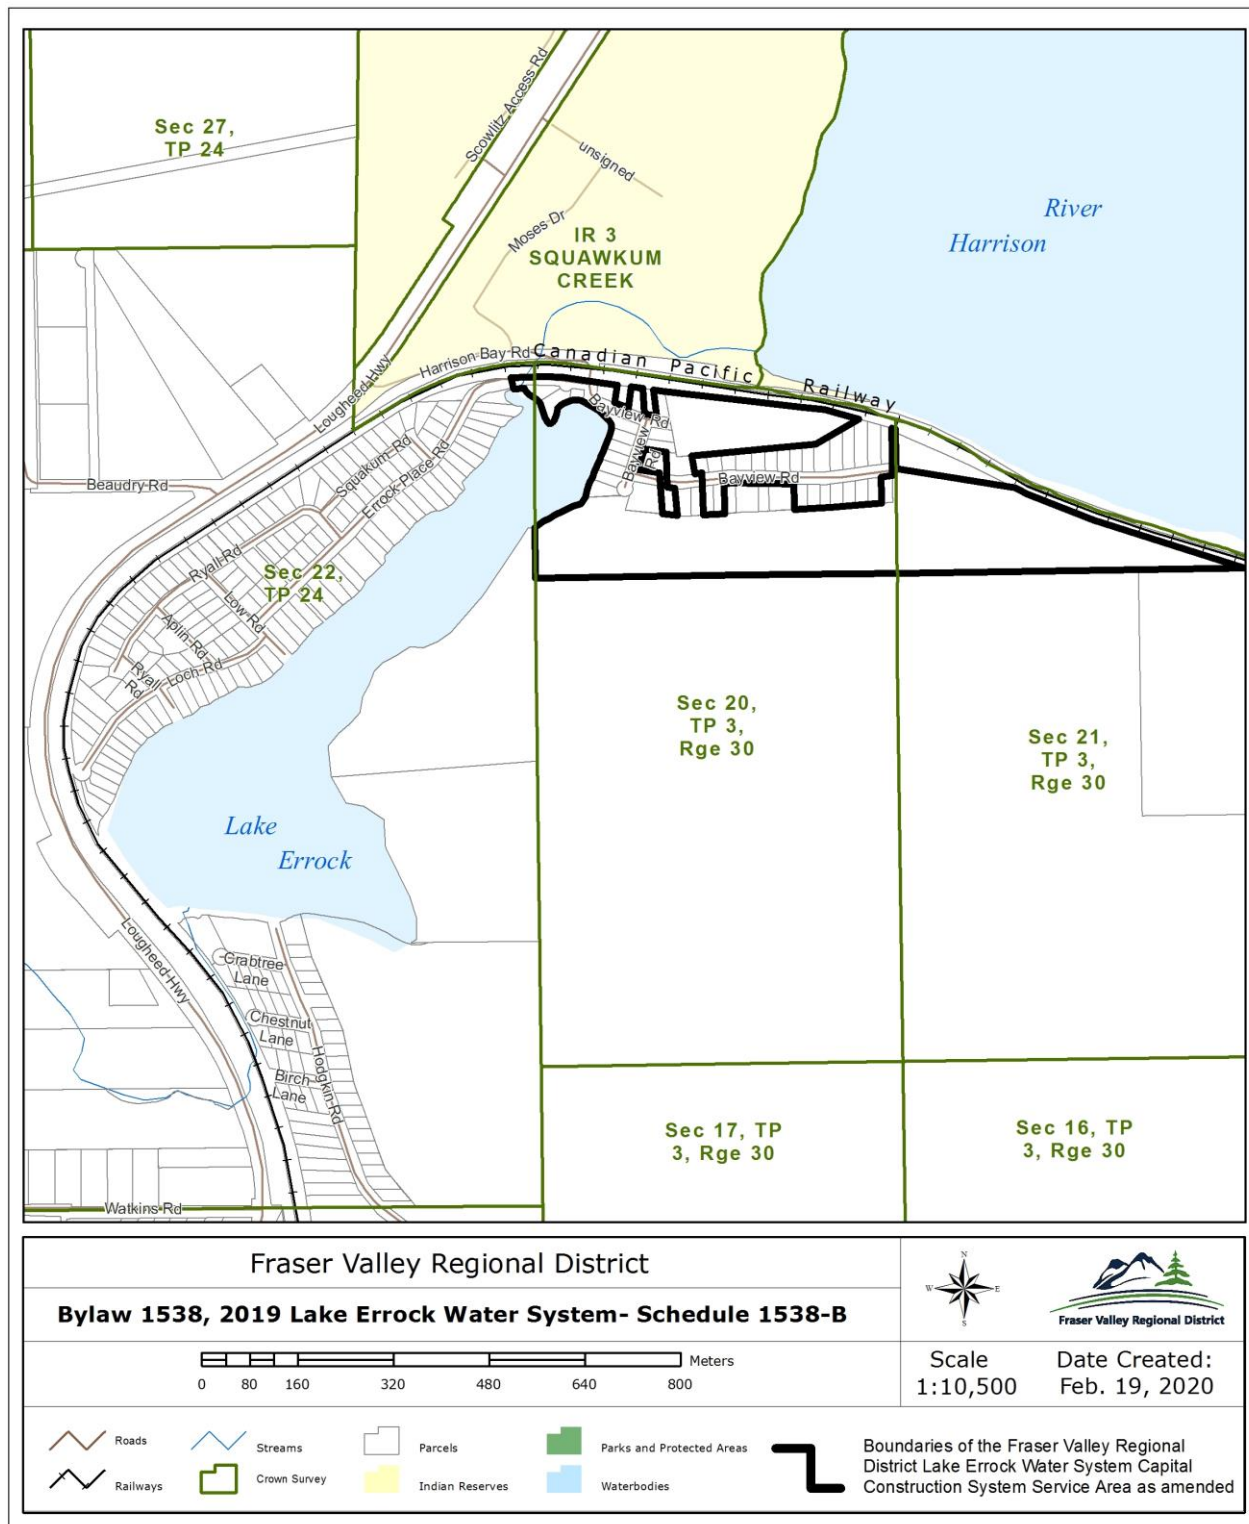 Sec 27,
TP 24
Scowlitz Access Rd
unsigned
Moses Dr
IR 3
SQUAWKUM
CREEK
River
Harrison
Harrison Bay Rd
Canadian Pacific Railway
Lougheed Hwy
Bayview Rd
Bayview
Rd
Bayview Rd
Squakum Rd
Errock Place Rd
Beaudry Rd
Ryall Rd
Sec 22,
TP 24
Low Rd
Aplin Rd
Loch Rd
Ryall
Rd
Sec 20,
TP 3,
Rge 30
Sec 21,
TP 3,
Rge 30
Lake
Errock
Lougheed Hwy
Crabtree
Lane
Chestnut
Lane
Birch
Lane
Hodgkin Rd
Sec 17, TP
3, Rge 30
Sec 16, TP
3, Rge 30
Watkins Rd
Fraser Valley Regional District
Bylaw 1538, 2019 Lake Errock Water System- Schedule 1538-B
N
W E
S
Fraser Valley Regional District
Meters
0 80 160 320 480 640 800
Scale
1:10,500
Date Created:
Feb. 19, 2020
Roads
Streams
Parcels
Parks and Protected Areas
Railways
Crown Survey
Indian Reserves
Waterbodies
Boundaries of the Fraser Valley Regional
District Lake Errock Water System Capital
Construction System Service Area as amended